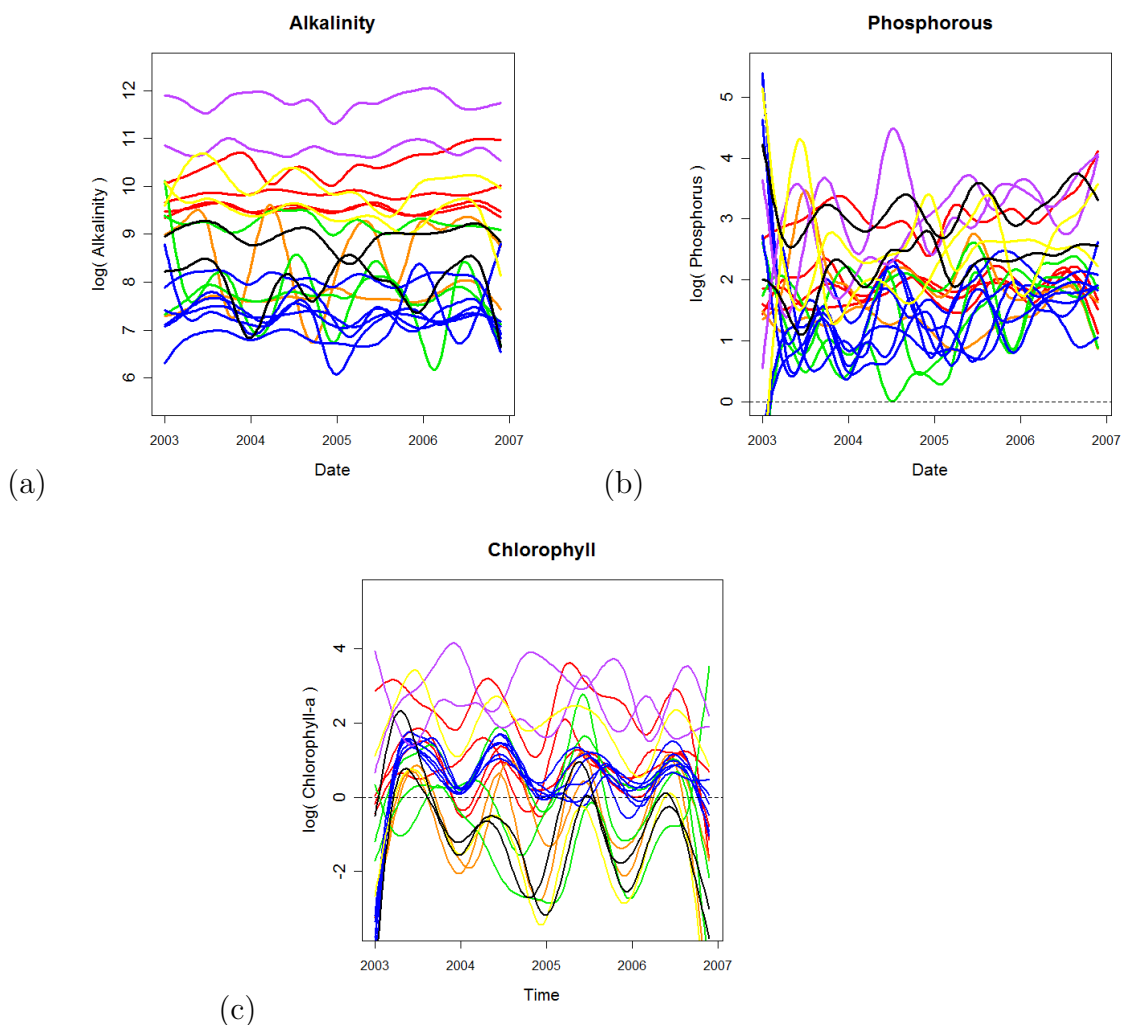 Alkalinity
log( Alkalinity )
12
11
10
9
8
7
6
2003 2004 2005 2006 2007
Date
(a)
Phosphorous
log( Phosphorus )
5
4
3
2
1
0
2003 2004 2005 2006 2007
Date
(b)
Chlorophyll
log( Chlorophyll-a )
4
2
0
-2
2003 2004 2005 2006 2007
Time
(c)